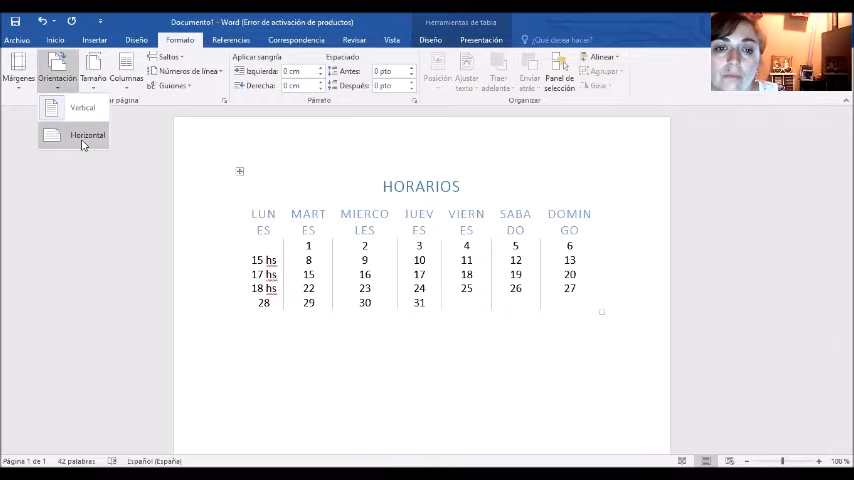 Documento1 - Word (Error de activación de productos)
Herramientas de tabla
Archivo Inicio Insertar Diseño Formato Referencias Correspondencia Revisar Vista Diseño Presentación ¿Qué desea hacer?
Márgenes Orientación Tamaño Columnas
Saltos
Números de línea
Guiones
Aplicar sangría
Izquierda: 0 cm
Derecha: 0 cm
Espaciado
Antes: 0 pto
Después: 0 pto
Posición Ajustar texto Traer adelante Enviar atrás Panel de selección
Alinear
Agrupar
Girar
ar página Párrafo Organizar
Vertical
Horizontal
HORARIOS
LUN MART MIERCO JUEV VIERN SABA DOMIN
ES ES LES ES ES DO GO
1 2 3 4 5 6
15 hs 8 9 10 11 12 13
17 hs 15 16 17 18 19 20
18 hs 22 23 24 25 26 27
28 29 30 31
Página 1 de 1 42 palabras Español (España) 100 %